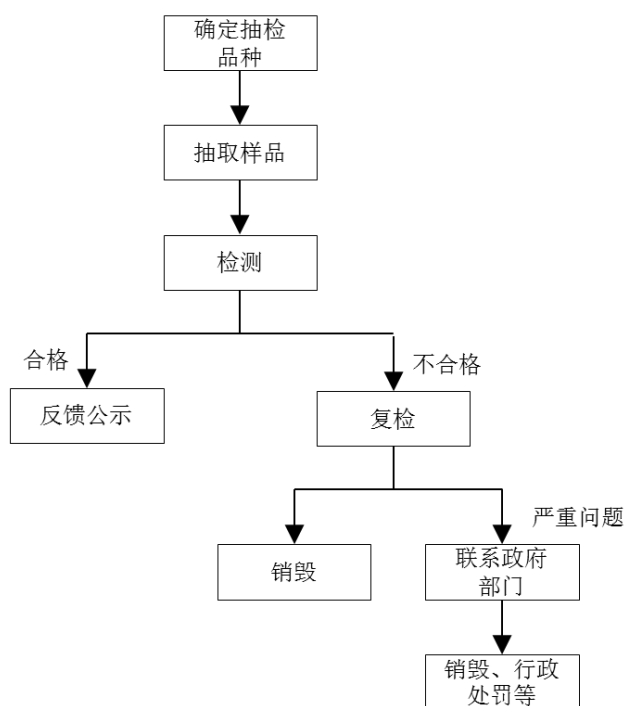 确定抽检
品种
抽取样品
检测
合格
不合格
反馈公示
复检
严重问题
销毁
联系政府
部门
销毁、行政
处罚等